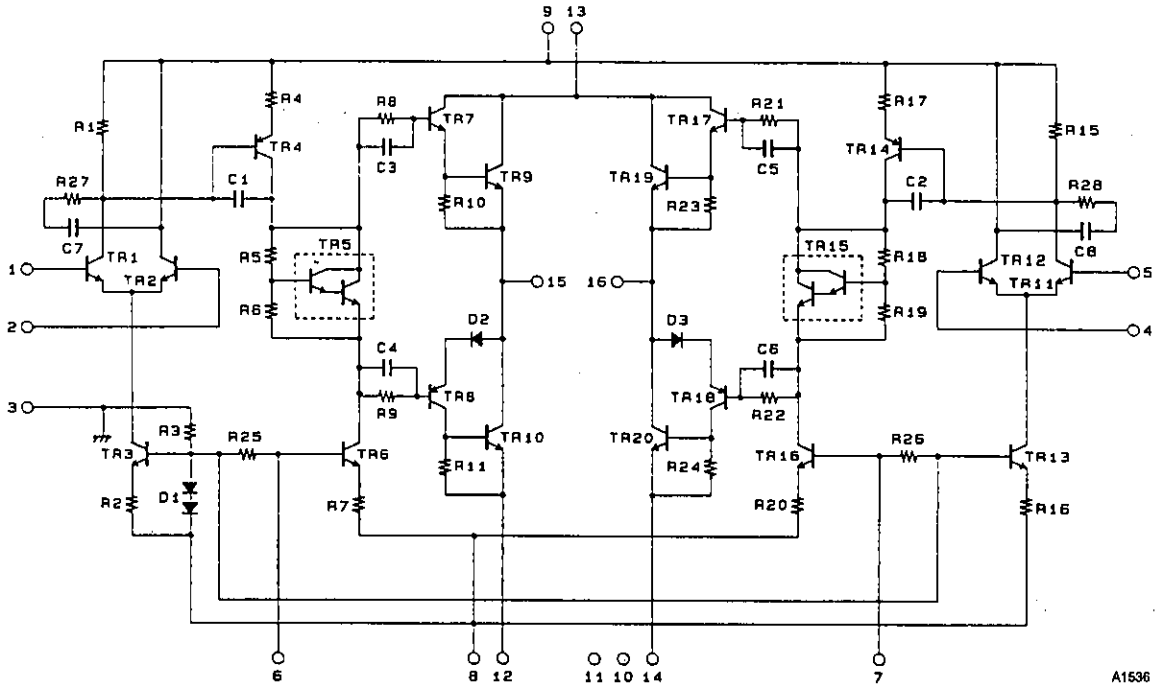 9 13
R4
R8
TR7
TR17
R21
R17
R1
R15
TR4
C3
C5
TR14
TR9
TR19
R27
C1
C2
R28
R10
R23
C7
TR5
TR15
C8
R5
R18
1
TR1
TR2
TR12
TR11
5
15
16
R6
R19
2
D2
D3
4
C4
C6
3
TR8
TR18
R9
R22
R3
R25
R26
TR3
TR6
TR10
TR20
TR16
TR13
R11
R24
R2
D1
R7
R20
R16
6
8
12
11
10
14
7
A1536